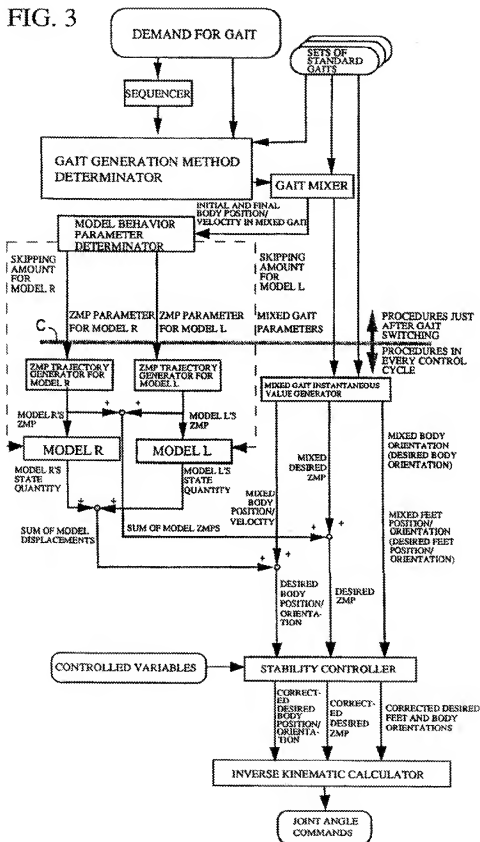 FIG. 3
DEMAND FOR GAIT
SETS OF
STANDARD
GAITS
SEQUENCER
GAIT GENERATION METHOD
DETERMINATOR
GAIT MIXER
INITIAL AND FINAL
BODY POSITION/
VELOCITY IN MIXED GAIT
MODEL BEHAVIOR
PARAMETER
DETERMINATOR
SKIPPING
AMOUNT
FOR
MODEL R
SKIPPING
AMOUNT
FOR
MODEL L
ZMP PARAMETER
FOR MODEL R
ZMP PARAMETER
FOR MODEL L
MIXED GAIT
PARAMETERS
PROCEDURES JUST
AFTER GAIT
SWITCHING
C
PROCEDURES IN
EVERY CONTROL
CYCLE
ZMP TRAJECTORY
GENERATOR FOR
MODEL R
ZMP TRAJECTORY
GENERATOR FOR
MODEL L
MIXED GAIT INSTANTANEOUS
VALUE GENERATOR
MODEL R'S
ZMP
+
+
MODEL L'S
ZMP
MODEL R
MODEL L
MIXED BODY
ORIENTATION
(DESIRED BODY
ORIENTATION)
MIXED
DESIRED
ZMP
MIXED
BODY
POSITION/
VELOCITY
MODEL R'S
STATE
QUANTITY
MODEL L'S
STATE
QUANTITY
+
+
SUM OF MODEL
DISPLACEMENTS
SUM OF MODEL ZMPS
+
+
+
+
MIXED FEET
POSITION/
ORIENTATION
(DESIRED FEET
POSITION/
ORIENTATION)
DESIRED
BODY
POSITION/
ORIENTA-
TION
DESIRED
ZMP
CONTROLLED VARIABLES
STABILITY CONTROLLER
CORRECT-
ED
DESIRED
BODY
POSITION/
ORIENTATION
CORRECT-
ED
DESIRED
ZMP
CORRECTED DESIRED
FEET AND BODY
ORIENTATIONS
INVERSE KINEMATIC CALCULATOR
JOINT ANGLE
COMMANDS